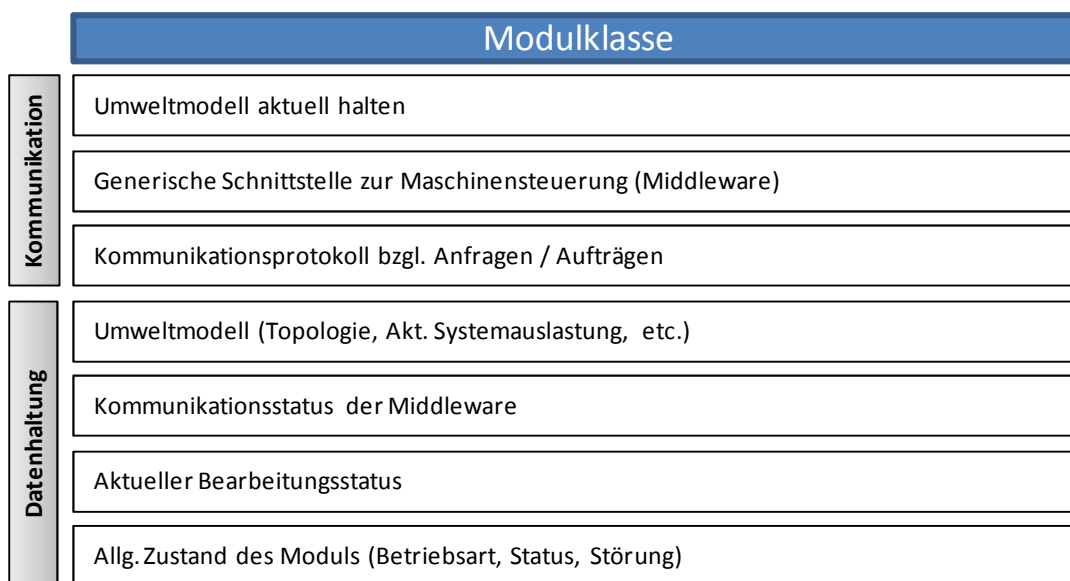 Modulklasse
Kommunikation
Umweltmodell aktuell halten
Generische Schnittstelle zur Maschinensteuerung (Middleware)
Kommunikationsprotokoll bzgl. Anfragen / Aufträgen
Datenhaltung
Umweltmodell (Topologie, Akt. Systemauslastung, etc.)
Kommunikationsstatus der Middleware
Aktueller Bearbeitungsstatus
Allg. Zustand des Moduls (Betriebsart, Status, Störung)